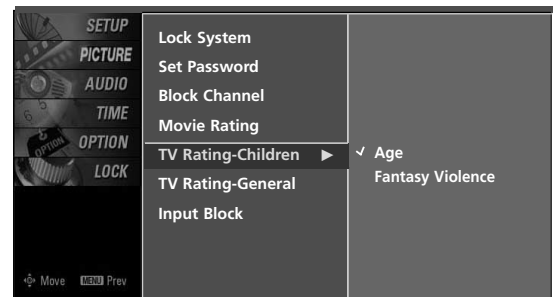 SETUP
PICTURE
AUDIO
TIME
OPTION
LOCK
Move MENU Prev
Lock System
Set Password
Block Channel
Movie Rating
TV Rating-Children ►
TV Rating-General
Input Block
✓ Age
Fantasy Violence